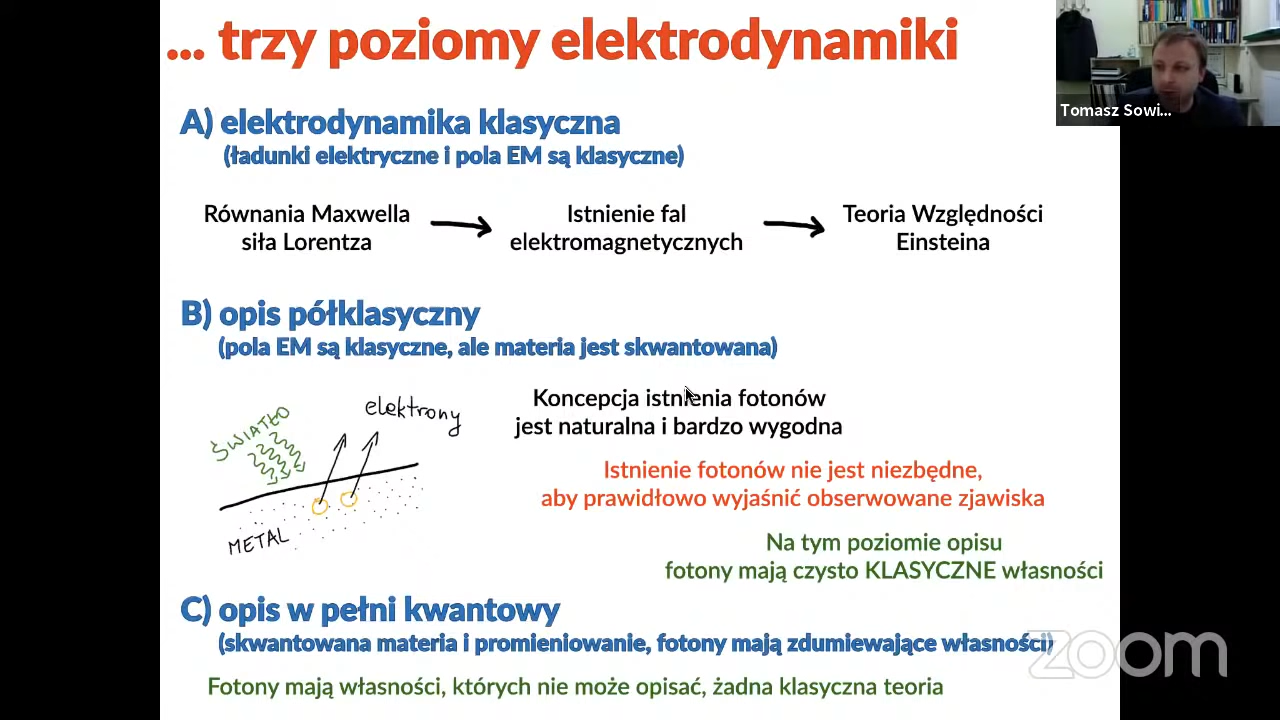 ... trzy poziomy elektrodynamiki
Tomasz Sowi...
A) elektrodynamika klasyczna
(ładunki elektryczne i pola EM są klasyczne)
Równania Maxwella
siła Lorentza
Istnienie fal
elektromagnetycznych
Teoria Względności
Einsteina
B) opis półklasyczny
(pola EM są klasyczne, ale materia jest skwantowana)
ŚWIATŁO
elektrony
METAL
Koncepcja istnienia fotonów
jest naturalna i bardzo wygodna
Istnienie fotonów nie jest niezbędne,
aby prawidłowo wyjaśnić obserwowane zjawiska
Na tym poziomie opisu
fotony mają czysto KLASYCZNE własności
C) opis w pełni kwantowy
(skwantowana materia i promieniowanie, fotony mają zdumiewające własności)
Fotony mają własności, których nie może opisać, żadna klasyczna teoria
zoom